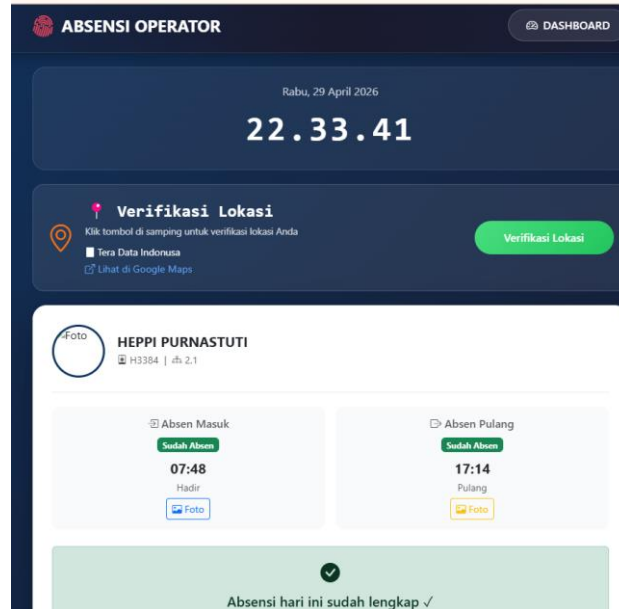 ABSENSI OPERATOR
DASHBOARD
Rabu, 29 April 2026
22.33.41
Verifikasi Lokasi
Klik tombol di samping untuk verifikasi lokasi Anda
Tera Data Indonusa
Lihat di Google Maps
Verifikasi Lokasi
Foto
HEPPI PURNASTUTI
H3384 | 2.1
Absen Masuk
Sudah Absen
07:48
Hadir
Foto
Absen Pulang
Sudah Absen
17:14
Pulang
Foto
Absensi hari ini sudah lengkap ✓